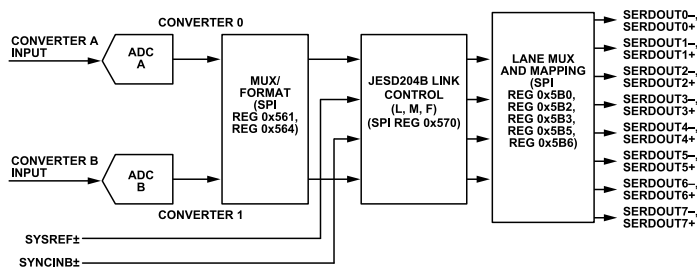 CONVERTER 0
CONVERTER A
INPUT
ADC
A
MUX/
FORMAT
(SPI
REG 0x561,
REG 0x564)
JESD204B LINK
CONTROL
(L, M, F)
(SPI REG 0x570)
LANE MUX
AND MAPPING
(SPI
REG 0x5B0,
REG 0x5B2,
REG 0x5B3,
REG 0x5B5,
REG 0x5B6)
SERDOUT0–,
SERDOUT0+
SERDOUT1–,
SERDOUT1+
SERDOUT2–,
SERDOUT2+
SERDOUT3–,
SERDOUT3+
SERDOUT4–,
SERDOUT4+
SERDOUT5–,
SERDOUT5+
SERDOUT6–,
SERDOUT6+
SERDOUT7–,
SERDOUT7+
CONVERTER B
INPUT
ADC
B
CONVERTER 1
SYSREF±
SYNCINB±